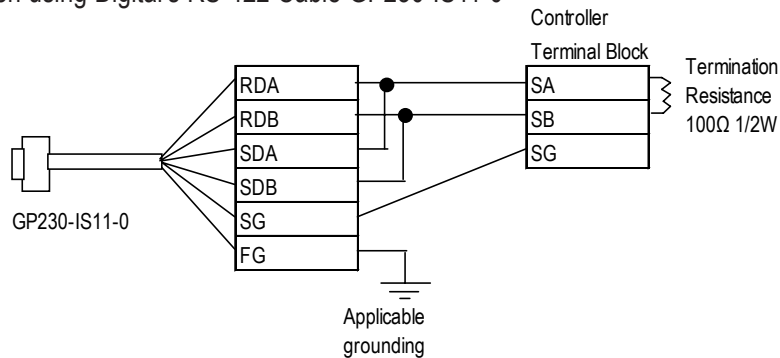 Controller
Terminal Block
RDA
RDB
SDA
SDB
SG
FG
SA
SB
SG
Termination
Resistance
100Ω 1/2W
GP230-IS11-0
Applicable
grounding